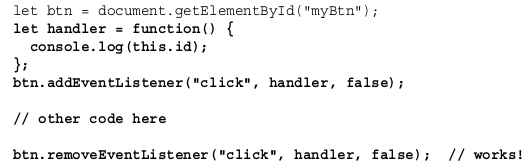 let btn = document.getElementById("myBtn");
let handler = function() {
  console.log(this.id);
};
btn.addEventListener("click", handler, false);

// other code here

btn.removeEventListener("click", handler, false);  // works!